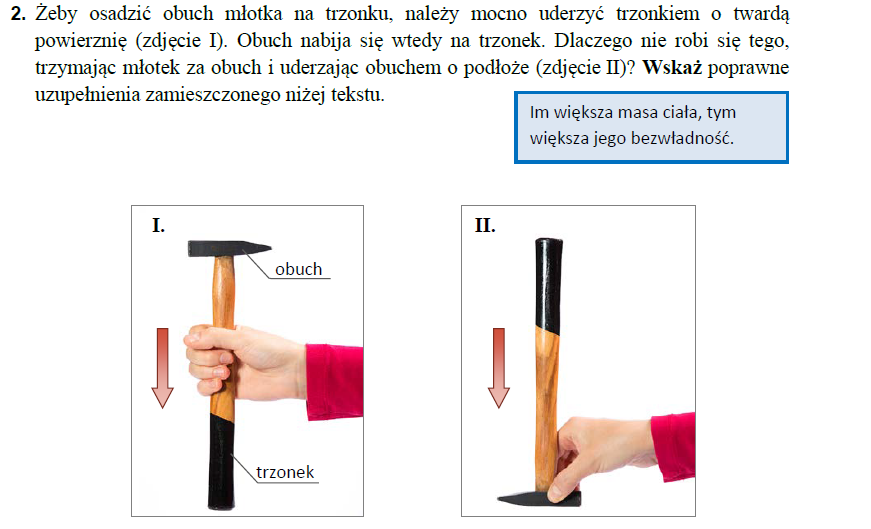 2. Żeby osadzić obuch młotka na trzonku, należy mocno uderzyć trzonkiem o twardą
powierznię (zdjęcie I). Obuch nabija się wtedy na trzonek. Dlaczego nie robi się tego,
trzymając młotek za obuch i uderzając obuchem o podłoże (zdjęcie II)? Wskaż poprawne
uzupełnienia zamieszczonego niżej tekstu.
Im większa masa ciała, tym
większa jego bezwładność.
I.
obuch
trzonek
II.